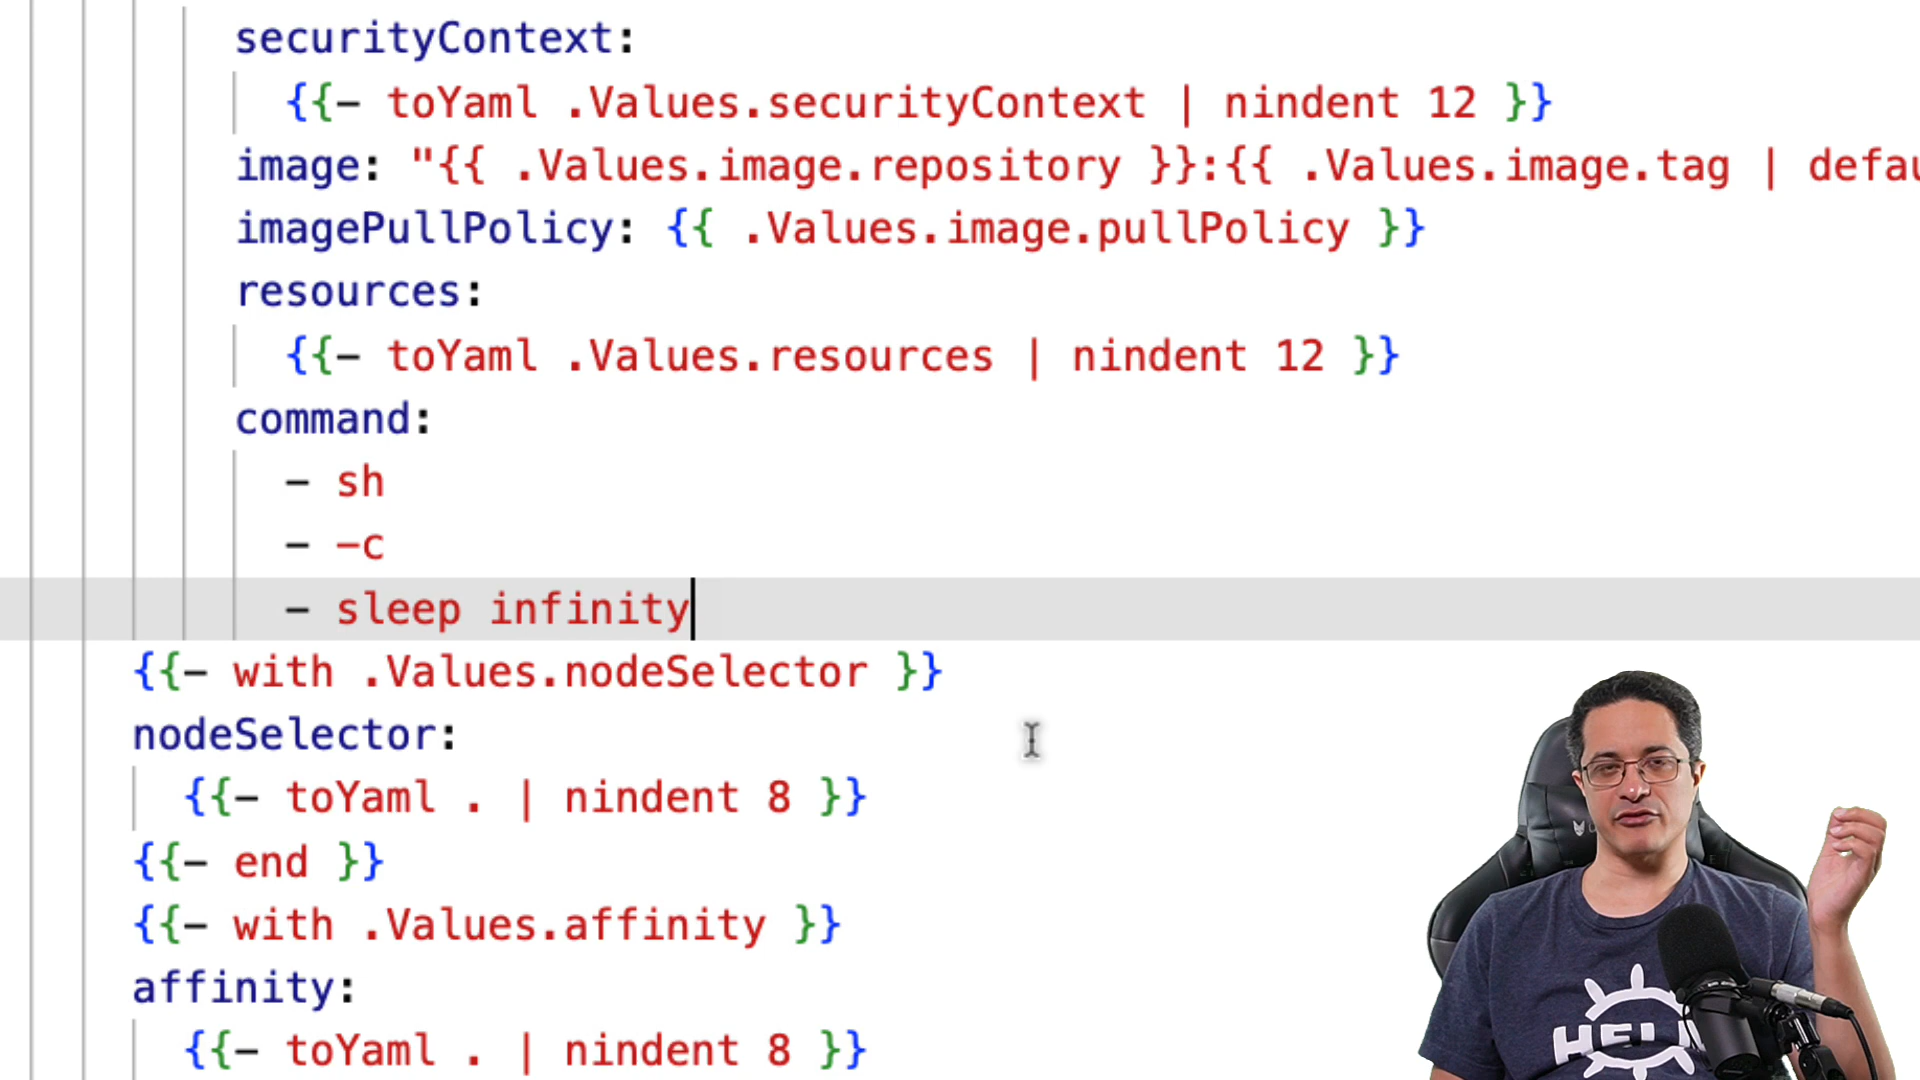 securityContext:
{{- toYaml .Values.securityContext | nindent 12 }}
image: "{{ .Values.image.repository }}:{{ .Values.image.tag |
imagePullPolicy: {{ .Values.image.pullPolicy }}
resources:
{{- toYaml .Values.resources | nindent 12 }}
command:
- sh
- -c
- sleep infinity
{{- with .Values.nodeSelector }}
nodeSelector:
{{- toYaml . | nindent 8 }}
{{- end }}
{{- with .Values.affinity }}
affinity:
{{- toYaml . | nindent 8 }}